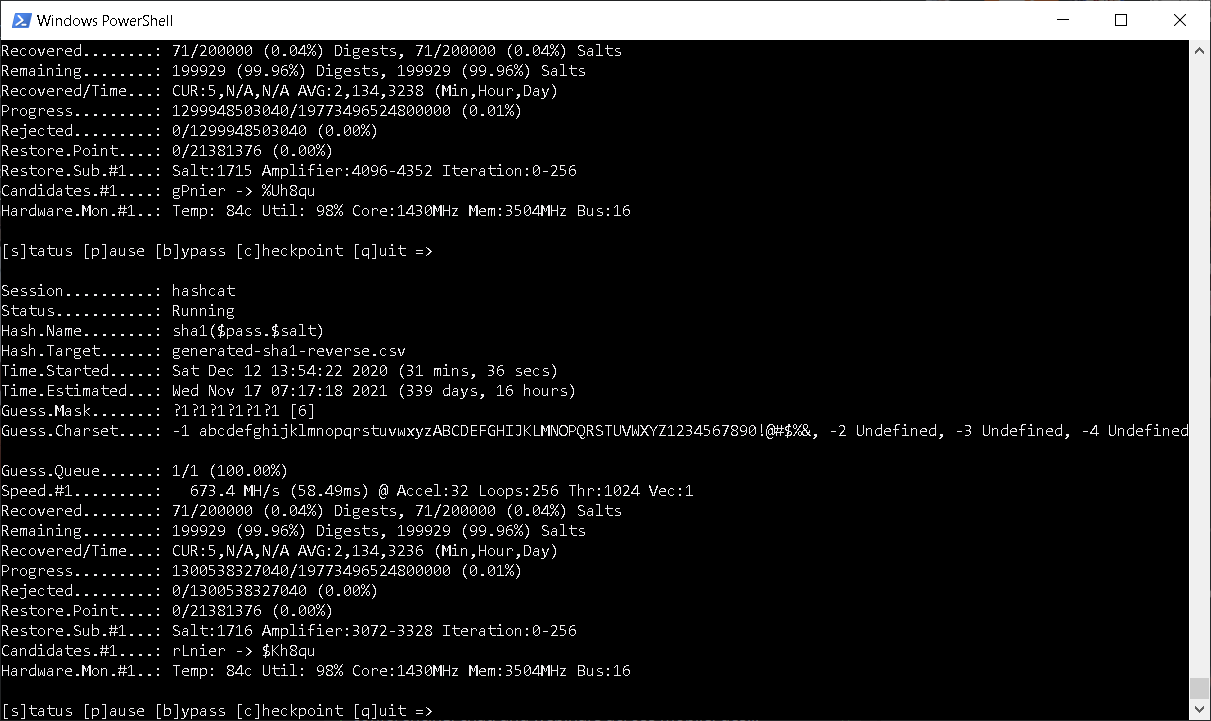 Windows PowerShell
Recovered........: 71/200000 (0.04%) Digests, 71/200000 (0.04%) Salts
Remaining........: 199929 (99.96%) Digests, 199929 (99.96%) Salts
Recovered/Time...: CUR:5,N/A,N/A AVG:2,134,3238 (Min,Hour,Day)
Progress.........: 1299948503040/19773496524800000 (0.01%)
Rejected.........: 0/1299948503040 (0.00%)
Restore.Point....: 0/21381376 (0.00%)
Restore.Sub.#1...: Salt:1715 Amplifier:4096-4352 Iteration:0-256
Candidates.#1....: gPnier -> %Uh8qu
Hardware.Mon.#1..: Temp: 84c Util: 98% Core:1430MHz Mem:3504MHz Bus:16
[s]tatus [p]ause [b]ypass [c]heckpoint [q]uit =>
Session..........: hashcat
Status...........: Running
Hash.Name........: sha1($pass.$salt)
Hash.Target......: generated-sha1-reverse.csv
Time.Started.....: Sat Dec 12 13:54:22 2020 (31 mins, 36 secs)
Time.Estimated...: Wed Nov 17 07:17:18 2021 (339 days, 16 hours)
Guess.Mask.......: ?1?1?1?1?1?1 [6]
Guess.Charset....: -1 abcdefghijklmnopqrstuvwxyzABCDEFGHIJKLMNOPQRSTUVWXYZ1234567890!@#$%&, -2 Undefined, -3 Undefined, -4 Undefined
Guess.Queue......: 1/1 (100.00%)
Speed.#1.........:   673.4 MH/s (58.49ms) @ Accel:32 Loops:256 Thr:1024 Vec:1
Recovered........: 71/200000 (0.04%) Digests, 71/200000 (0.04%) Salts
Remaining........: 199929 (99.96%) Digests, 199929 (99.96%) Salts
Recovered/Time...: CUR:5,N/A,N/A AVG:2,134,3236 (Min,Hour,Day)
Progress.........: 1300538327040/19773496524800000 (0.01%)
Rejected.........: 0/1300538327040 (0.00%)
Restore.Point....: 0/21381376 (0.00%)
Restore.Sub.#1...: Salt:1716 Amplifier:3072-3328 Iteration:0-256
Candidates.#1....: rLnier -> $Kh8qu
Hardware.Mon.#1..: Temp: 84c Util: 98% Core:1430MHz Mem:3504MHz Bus:16
[s]tatus [p]ause [b]ypass [c]heckpoint [q]uit =>